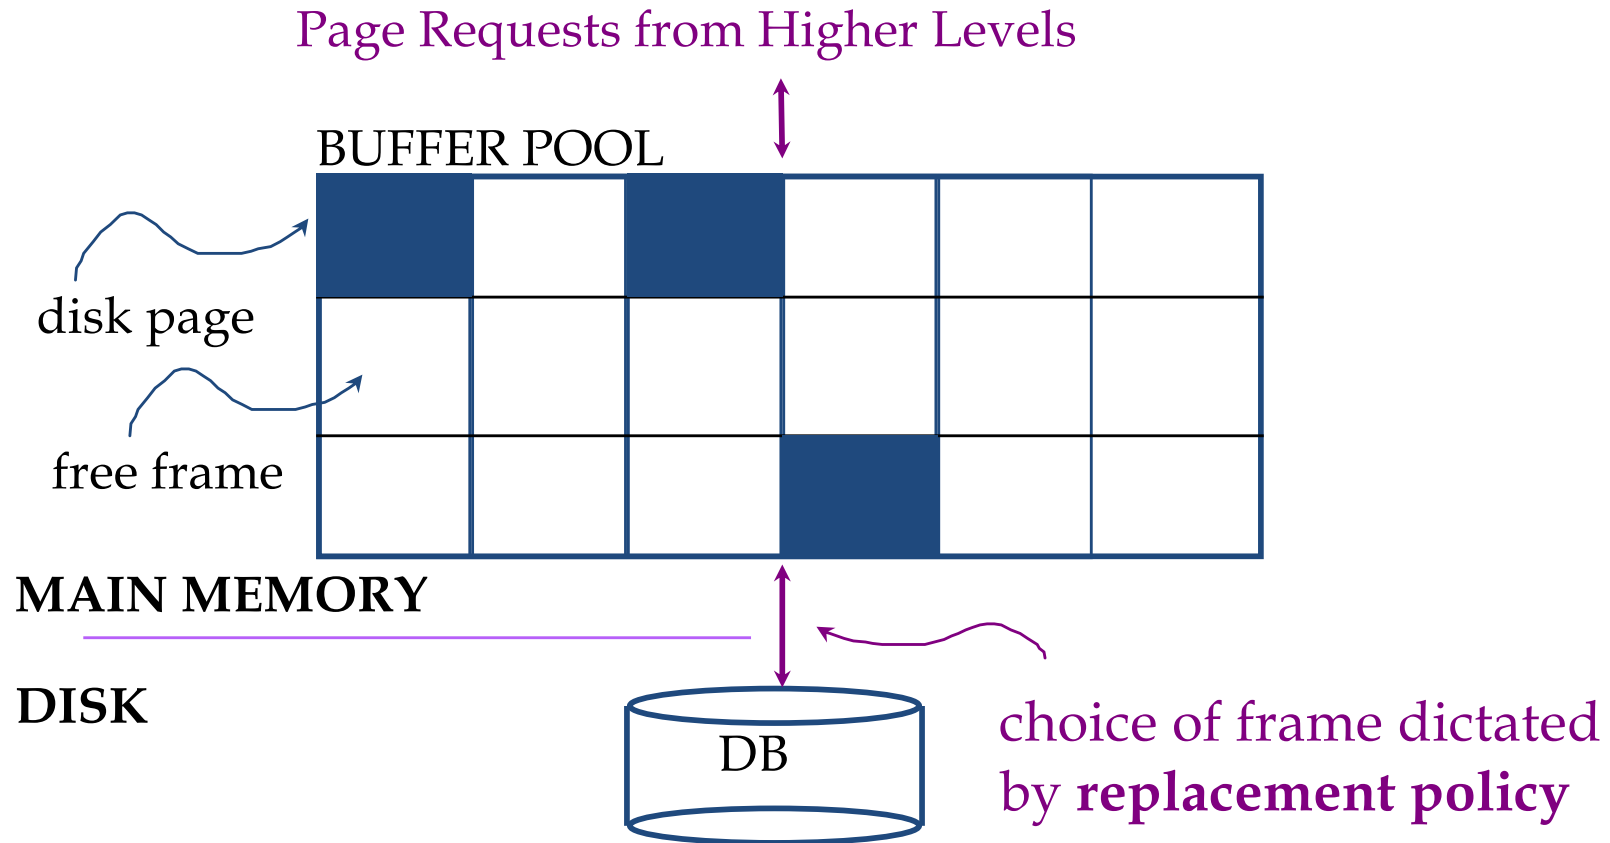 Page Requests from Higher Levels
BUFFER POOL
disk page
free frame
MAIN MEMORY
DISK
DB
choice of frame dictated
by replacement policy